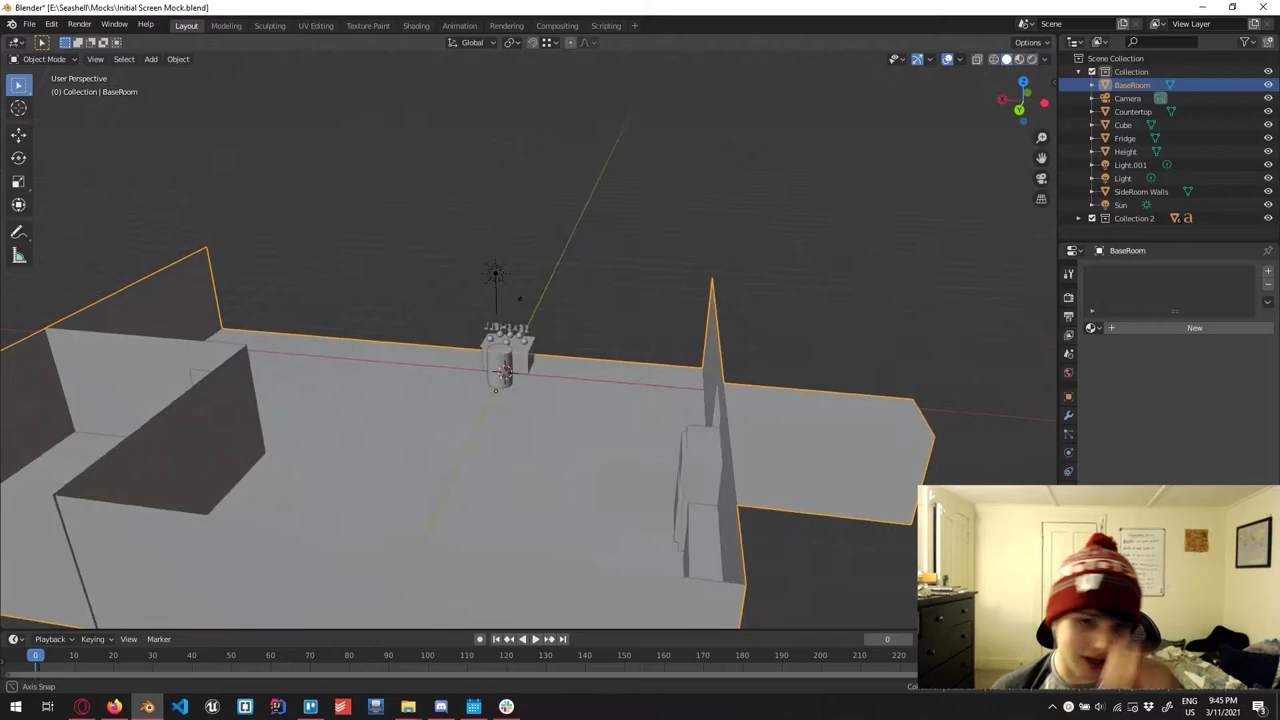 Blender* [E:\Seashell\Mocks\Initial Screen Mock.blend]
File Edit Render Window Help Layout Modeling Sculpting UV Editing Texture Paint Shading Animation Rendering Compositing Scripting + Scene View Layer
Global Options
Object Mode View Select Add Object
User Perspective
(0) Collection | BaseRoom
Z
X
Y
Scene Collection
Collection
BaseRoom
Camera
Countertop
Cube
Fridge
Height
Light.001
Light
SideRoom Walls
Sun
Collection 2
BaseRoom
New
Playback Keying View Marker 0
0 10 20 30 40 50 60 70 80 90 100 110 120 130 140 150 160 170 180 190 200 210 220
Axis Snap
ENG
US
9:45 PM
3/11/2021
3